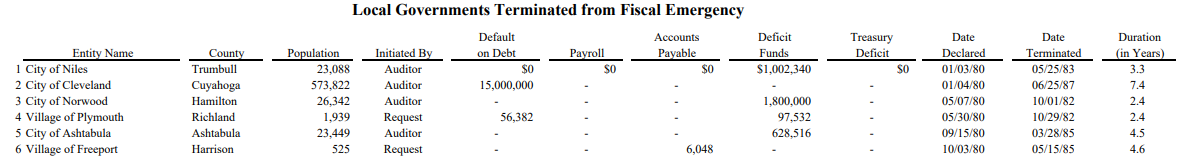 Local Governments Terminated from Fiscal Emergency
Default Accounts Deficit Treasury Date Date Duration
Entity Name County Population Initiated By on Debt Payroll Payable Funds Deficit Declared Terminated (in Years)
1 City of Niles Trumbull 23,088 Auditor $0 $0 $0 $1,002,340 $0 01/03/80 05/25/83 3.3
2 City of Cleveland Cuyahoga 573,822 Auditor 15,000,000 - - - - 01/04/80 06/25/87 7.4
3 City of Norwood Hamilton 26,342 Auditor - - - 1,800,000 - 05/07/80 10/01/82 2.4
4 Village of Plymouth Richland 1,939 Request 56,382 - - 97,532 - 05/30/80 10/29/82 2.4
5 City of Ashtabula Ashtabula 23,449 Auditor - - - 628,516 - 09/15/80 03/28/85 4.5
6 Village of Freeport Harrison 525 Request - - 6,048 - - 10/03/80 05/15/85 4.6